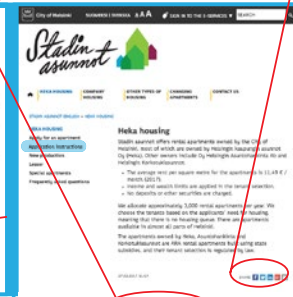 City of Helsinki SUOMEKSI | SVENSKA A A A SIGN IN TO THE E-SERVICES SEARCH
Stadin
asunnot
HEKA HOUSING
COMPANY HOUSING
OTHER TYPES OF HOUSING
CHANGING APARTMENTS
CONTACT US
HEKA HOUSING
Apply for an apartment
Application instructions
New production
Leases
Special apartments
Frequently asked questions
Heka housing
Stadin asunnot offers rental apartments owned by the City of
Helsinki, most of which are owned by Helsingin kaupungin asunnot
Oy (Heka). Other owners include Oy Helsingin Asuntohankinta Ab and
Helsingin Korkotukiasunnot.
• The average rent per square metre for the apartments is 11,49 € /
month (2017).
• Income and wealth limits are applied in the tenant selection.
• No deposits or other securities are charged.
We allocate approximately 3,000 rental apartments per year. We
choose the tenants based on the applicants' need for housing,
meaning that there is no housing queue. There are apartments
available in almost all parts of Helsinki.
The apartments owned by Heka, Asuntohankinta and
Korkotukiasunnot are ARA rental apartments built using state
subsidies, and their tenant selection is regulated by law.
SHARE